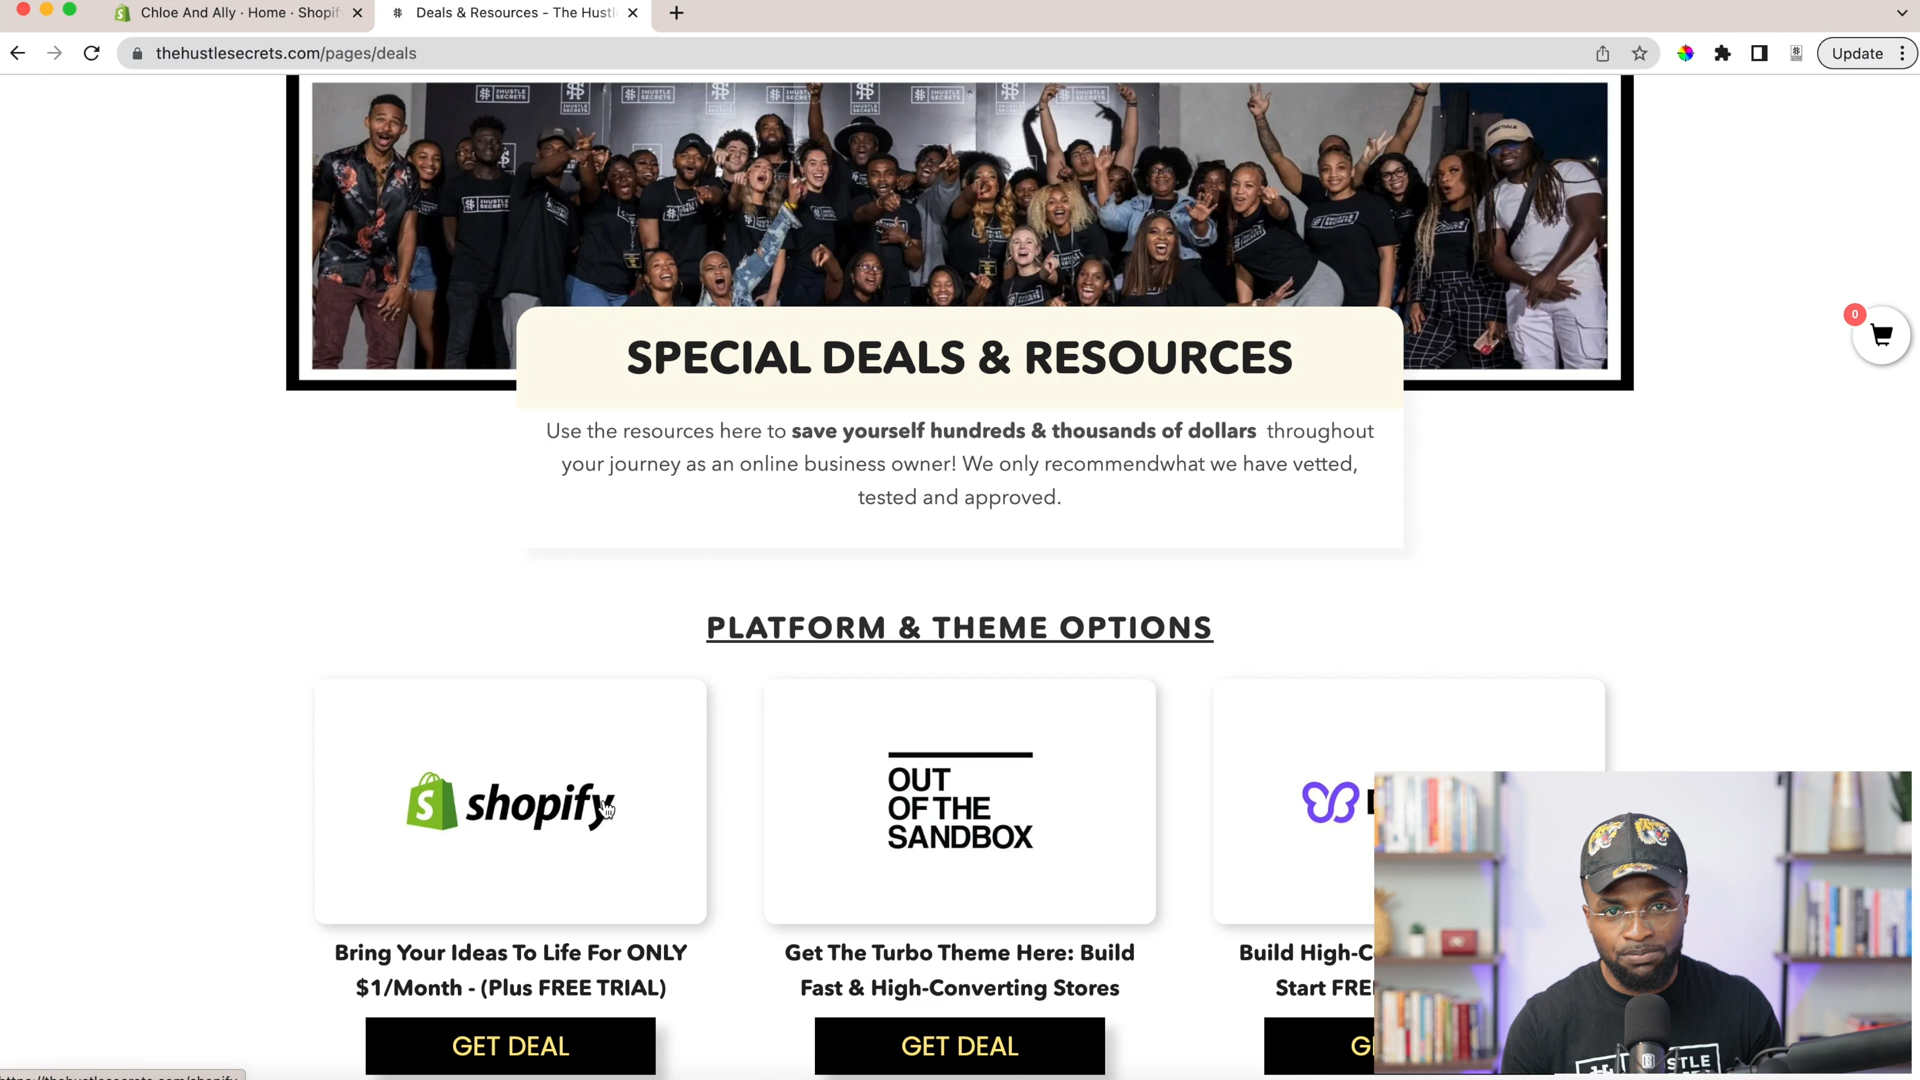 Chloe And Ally · Home · Shopif
Deals & Resources - The Hustl
thehustlesecrets.com/pages/deals
Update
0
SPECIAL DEALS & RESOURCES
Use the resources here to save yourself hundreds & thousands of dollars throughout
your journey as an online business owner! We only recommendwhat we have vetted,
tested and approved.
PLATFORM & THEME OPTIONS
shopify
OUT
OF THE
SANDBOX
Bring Your Ideas To Life For ONLY
$1/Month - (Plus FREE TRIAL)
Get The Turbo Theme Here: Build
Fast & High-Converting Stores
Build High-C
Start FRE
GET DEAL
GET DEAL
G